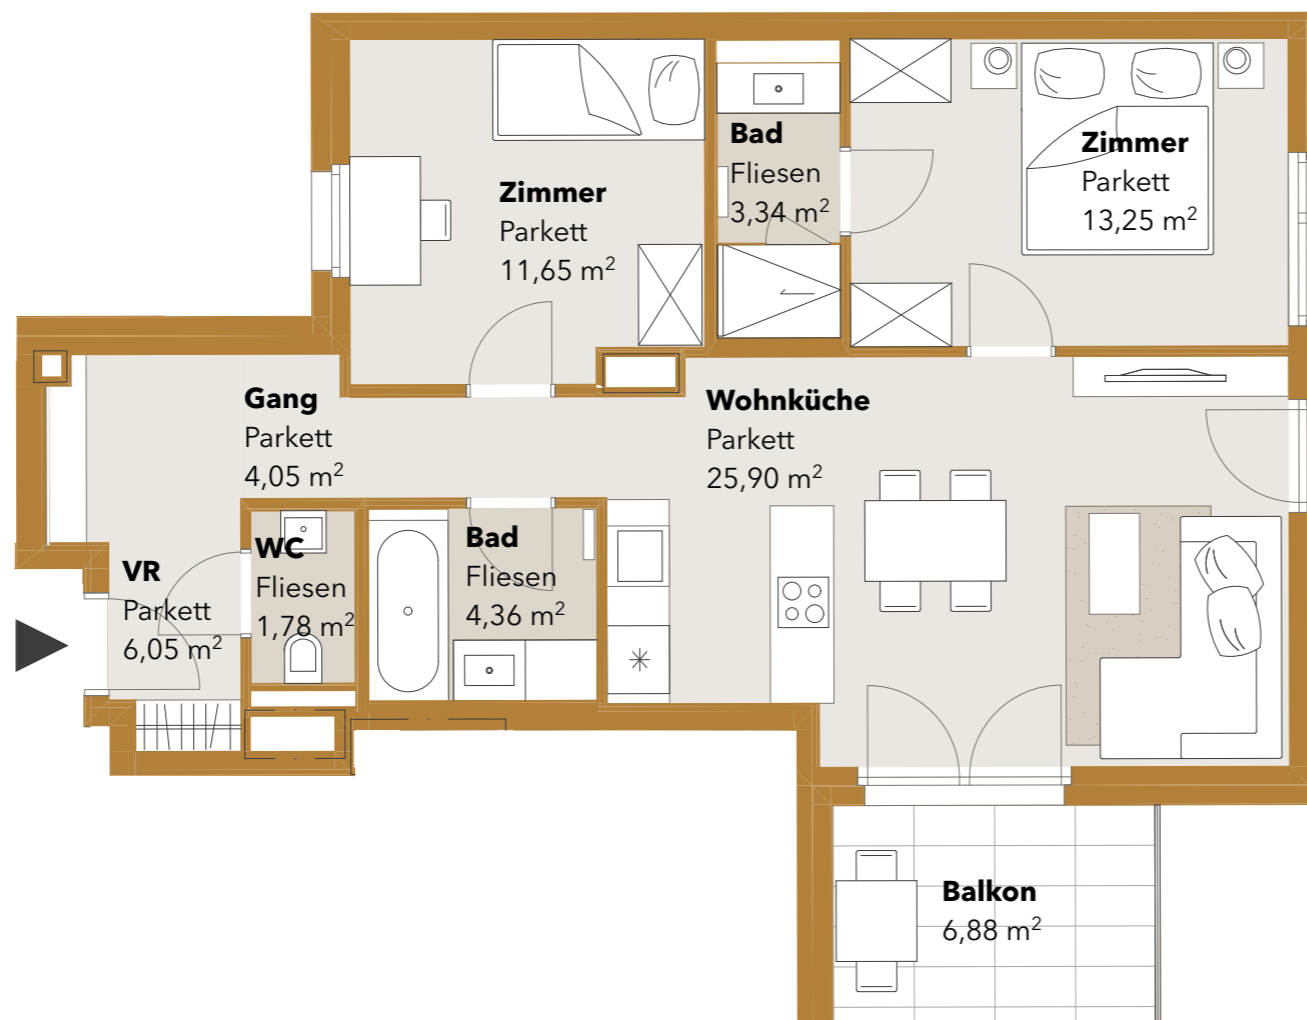 Zimmer
Parkett
11,65 m²
Bad
Fliesen
3,34 m²
Zimmer
Parkett
13,25 m²
Gang
Parkett
4,05 m²
Wohnküche
Parkett
25,90 m²
VR
Parkett
6,05 m²
WC
Fliesen
1,78 m²
Bad
Fliesen
4,36 m²
Balkon
6,88 m²